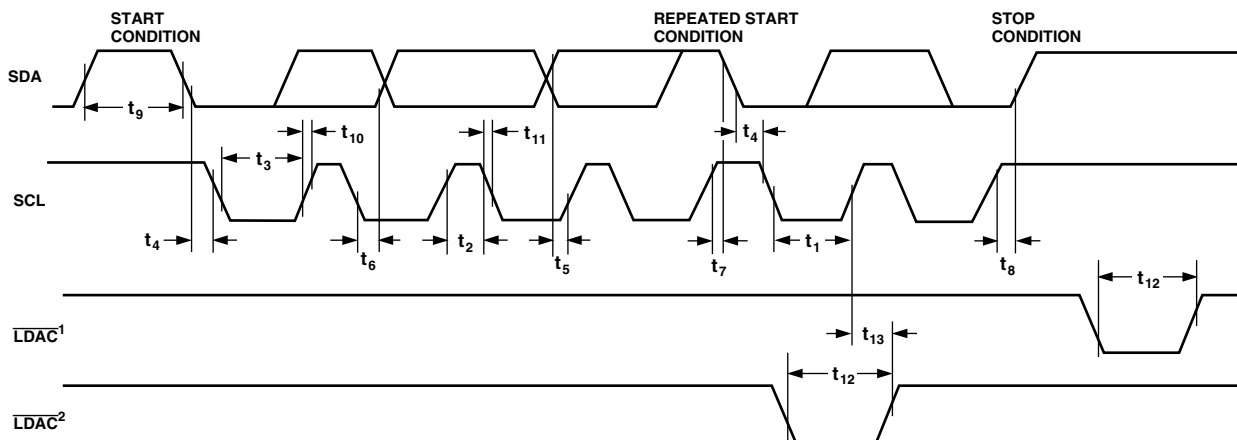 START
CONDITION
REPEATED START
CONDITION
STOP
CONDITION
SDA
t9
t10
t11
t4
t3
SCL
t4
t6
t2
t5
t7
t1
t8
t12
LDAC1
t13
t12
LDAC2